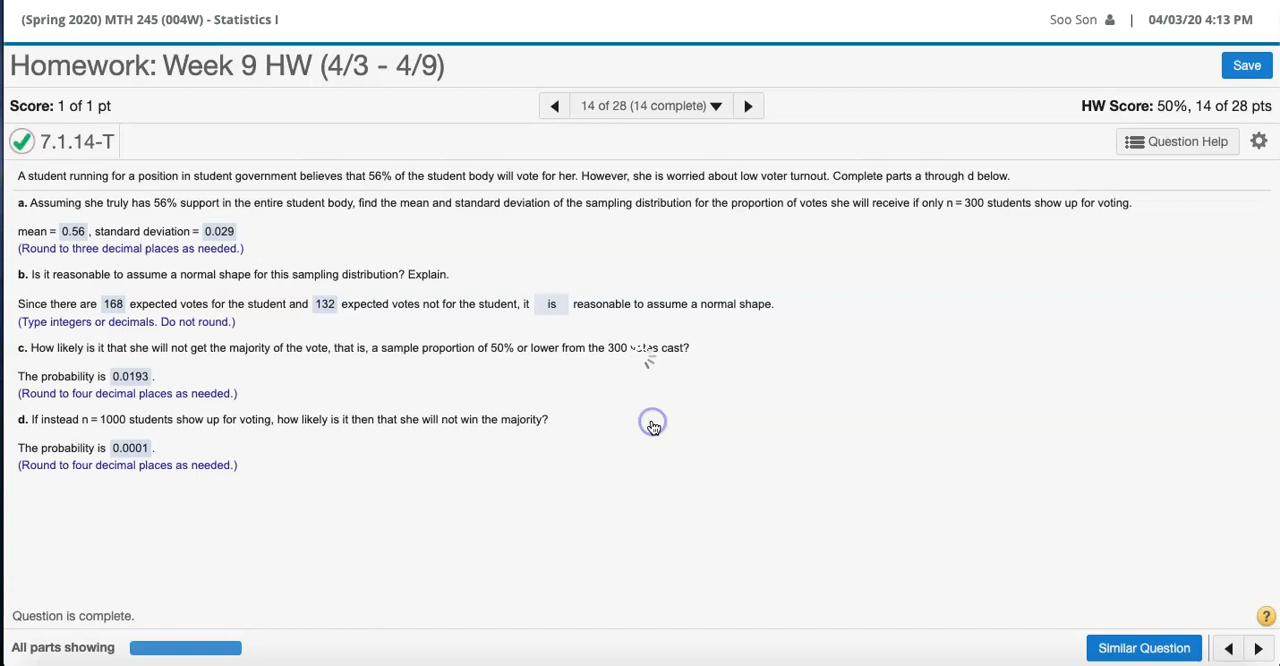 (Spring 2020) MTH 245 (004W) - Statistics I
Soo Son | 04/03/20 4:13 PM
Homework: Week 9 HW (4/3 - 4/9)
Save
Score: 1 of 1 pt
14 of 28 (14 complete)
HW Score: 50%, 14 of 28 pts
7.1.14-T
Question Help
A student running for a position in student government believes that 56% of the student body will vote for her. However, she is worried about low voter turnout. Complete parts a through d below.
a. Assuming she truly has 56% support in the entire student body, find the mean and standard deviation of the sampling distribution for the proportion of votes she will receive if only n = 300 students show up for voting.
mean = 0.56, standard deviation = 0.029
(Round to three decimal places as needed.)
b. Is it reasonable to assume a normal shape for this sampling distribution? Explain.
Since there are 168 expected votes for the student and 132 expected votes not for the student, it is reasonable to assume a normal shape.
(Type integers or decimals. Do not round.)
c. How likely is it that she will not get the majority of the vote, that is, a sample proportion of 50% or lower from the 300 votes cast?
The probability is 0.0193.
(Round to four decimal places as needed.)
d. If instead n = 1000 students show up for voting, how likely is it then that she will not win the majority?
The probability is 0.0001.
(Round to four decimal places as needed.)
Question is complete.
?
All parts showing
Similar Question